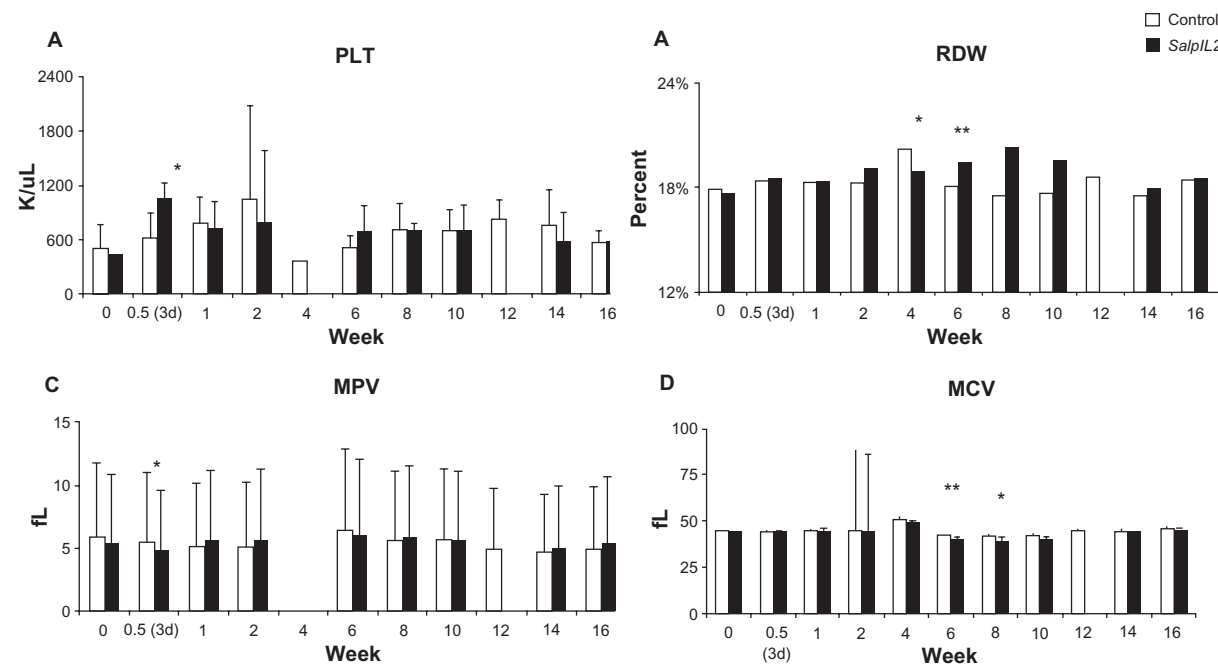 A
PLT
2400
1800
1200
600
0
K/uL
*
0 0.5 (3d) 1 2 4 6 8 10 12 14 16
Week
A
RDW
Control
SalpIL2
24%
18%
12%
Percent
* **
0 0.5 (3d) 1 2 4 6 8 10 12 14 16
Week
C
MPV
15
10
5
0
fL
*
0 0.5 (3d) 1 2 4 6 8 10 12 14 16
Week
D
MCV
100
75
50
25
0
fL
** *
0 0.5 1 2 4 6 8 10 12 14 16
(3d)
Week